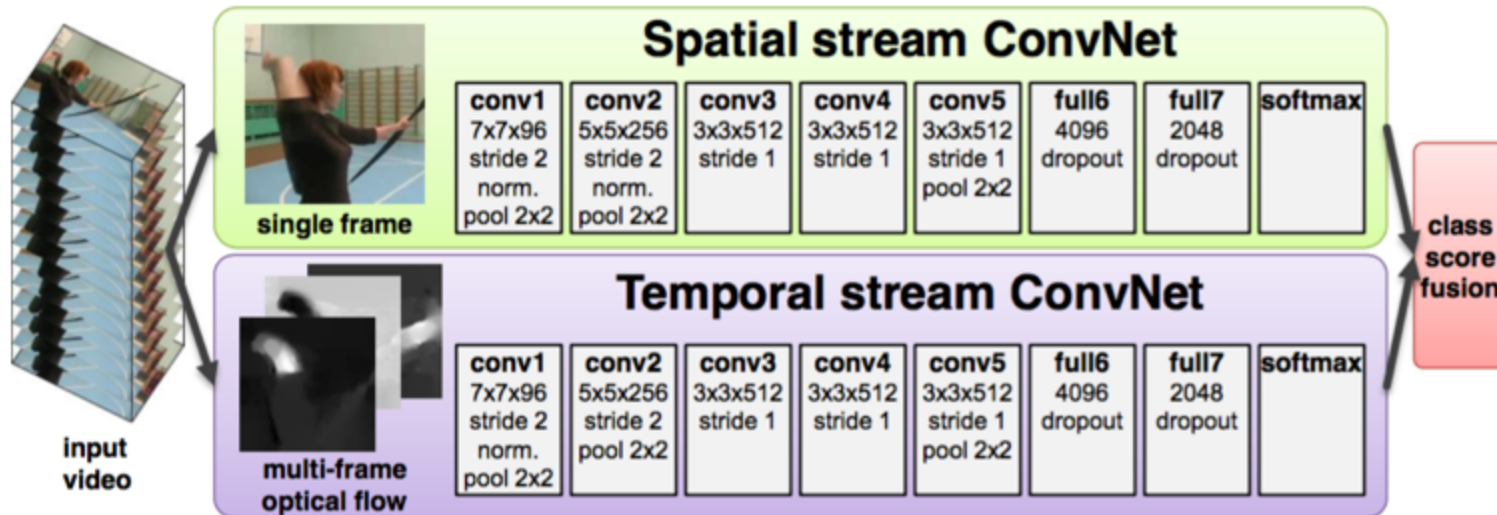 Spatial stream ConvNet
single frame
conv1
7x7x96
stride 2
norm.
pool 2x2
conv2
5x5x256
stride 2
norm.
pool 2x2
conv3
3x3x512
stride 1
conv4
3x3x512
stride 1
conv5
3x3x512
stride 1
pool 2x2
full6
4096
dropout
full7
2048
dropout
softmax
Temporal stream ConvNet
input
video
multi-frame
optical flow
conv1
7x7x96
stride 2
norm.
pool 2x2
conv2
5x5x256
stride 2
pool 2x2
conv3
3x3x512
stride 1
conv4
3x3x512
stride 1
conv5
3x3x512
stride 1
pool 2x2
full6
4096
dropout
full7
2048
dropout
softmax
class
score
fusion